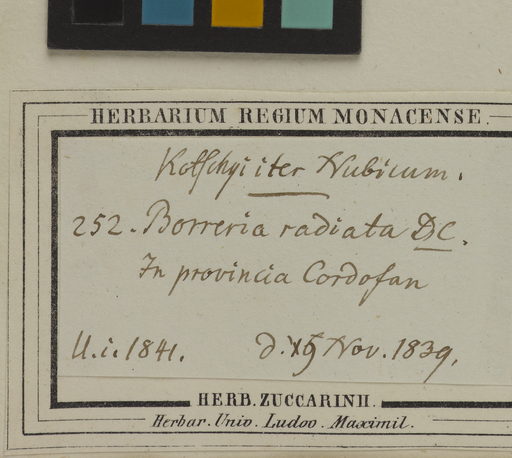 HERBARIUM REGIUM MONACENSE.
Kotschyi iter Nubicum.
252. Borreria radiata DC.
In provincia Cordofan
U. i. 1841. d. Nov. 1839.
HERB. ZUCCARINII.
Herbar. Univ. Ludov. Maximil.